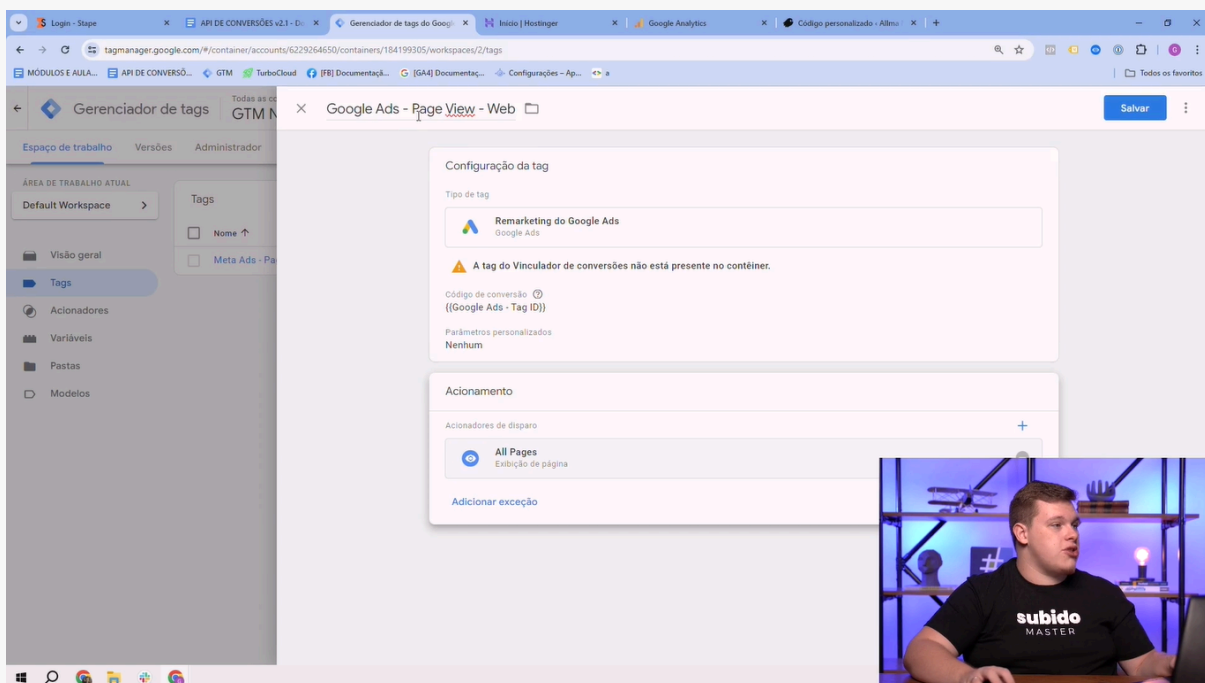 Login - Stape
API DE CONVERSÕES v2.1 - Do
Gerenciador de tags do Googl
Início | Hostinger
Google Analytics
Código personalizado ‹ Allma
tagmanager.google.com/#/container/accounts/6229264650/containers/184199305/workspaces/2/tags
MÓDULOS E AULA...
API DE CONVERSÕ...
GTM
TurboCloud
[FB] Documentaçã...
[GA4] Documentaç...
Configurações – Ap...
a
Todos os favoritos
Gerenciador de tags
Todas as co
GTM N
Google Ads - Page View - Web
Salvar
Espaço de trabalho
Versões
Administrador
ÁREA DE TRABALHO ATUAL
Default Workspace
Visão geral
Tags
Acionadores
Variáveis
Pastas
Modelos
Tags
Nome
Meta Ads - Pa
Configuração da tag
Tipo de tag
Remarketing do Google Ads
Google Ads
A tag do Vinculador de conversões não está presente no contêiner.
Código de conversão
{{Google Ads - Tag ID}}
Parâmetros personalizados
Nenhum
Acionamento
Acionadores de disparo
All Pages
Exibição de página
Adicionar exceção
subido
MASTER